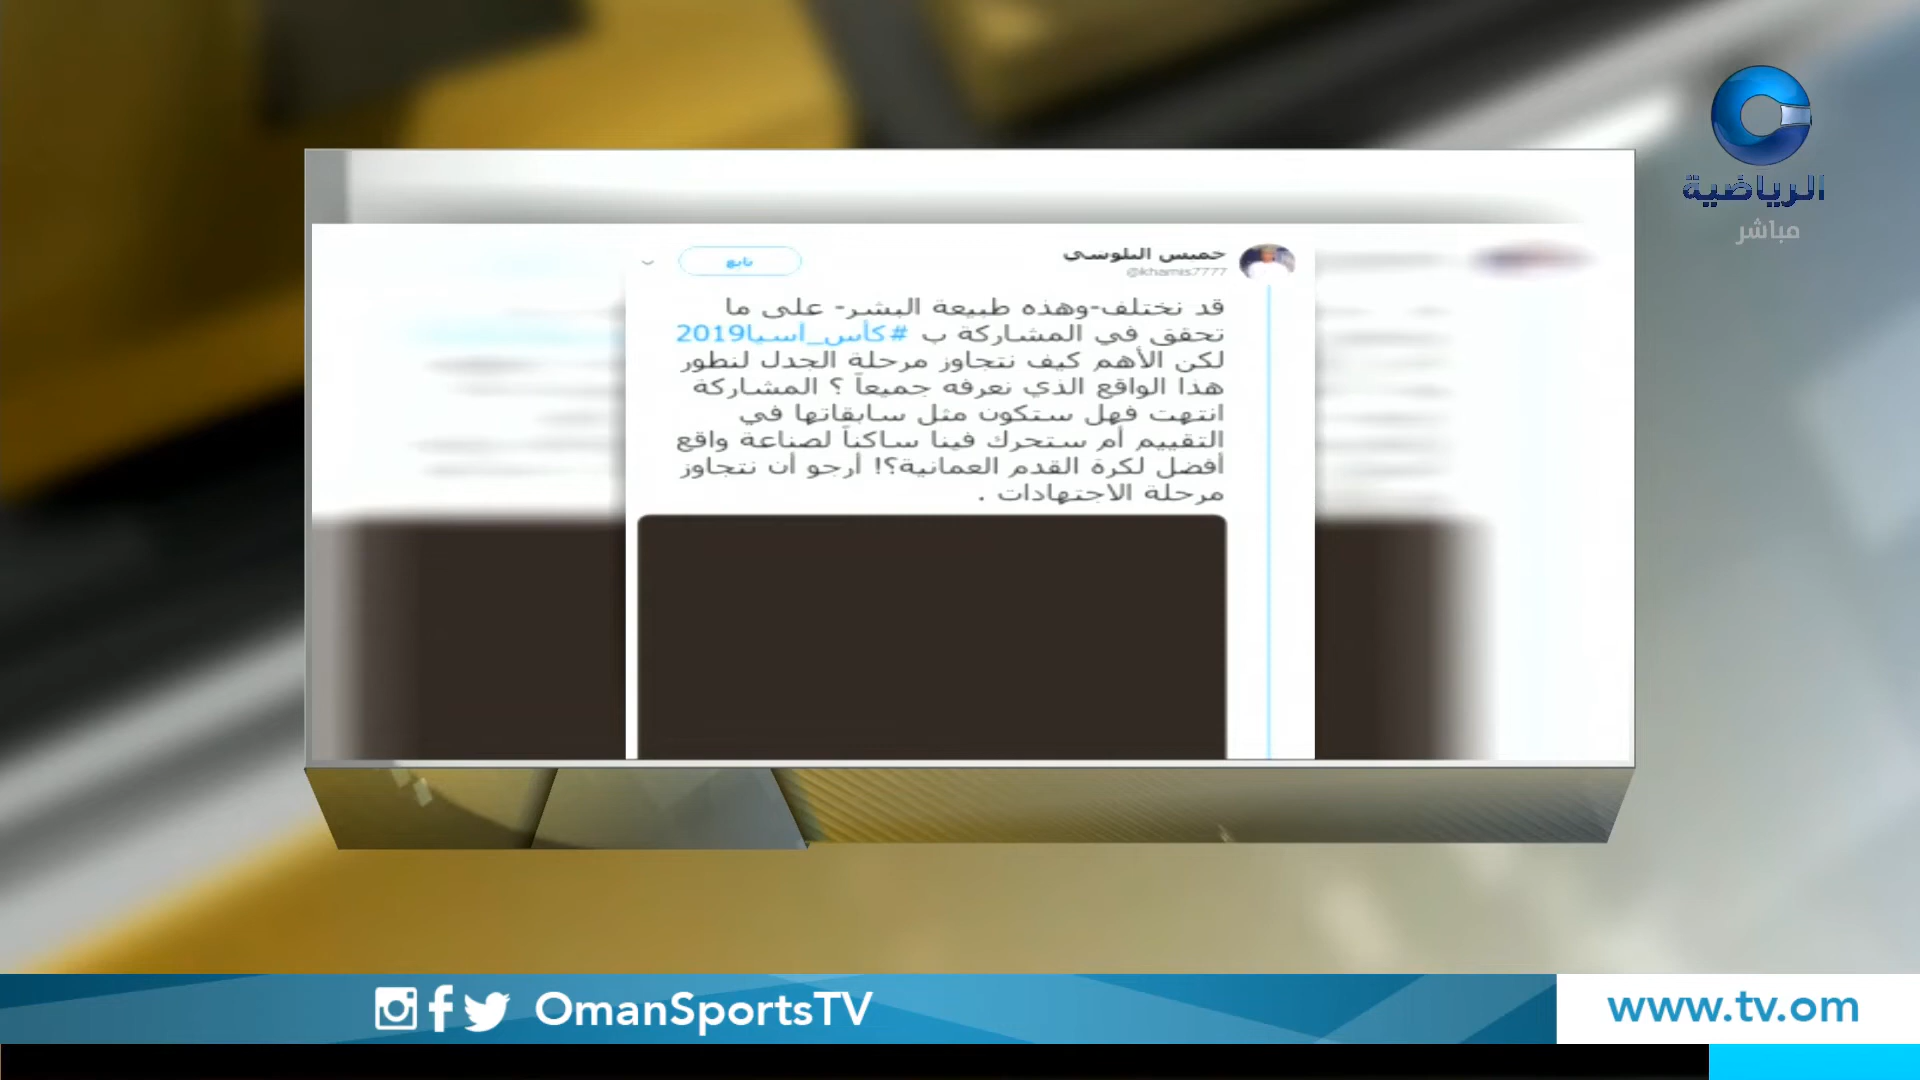 الرياضية
مباشر
خميس البلوشي
@khamis7777
تابع
قد نختلف-وهذه طبيعة البشر- على ما
تحقق في المشاركة ب #كأس_آسيا2019
لكن الأهم كيف نتجاوز مرحلة الجدل لنطور
هذا الواقع الذي نعرفه جميعاً ؟ المشاركة
انتهت فهل ستكون مثل سابقاتها في
التقييم أم ستحرك فينا ساكناً لصناعة واقع
أفضل لكرة القدم العمانية؟! أرجو أن نتجاوز
مرحلة الاجتهادات .
OmanSportsTV
www.tv.om